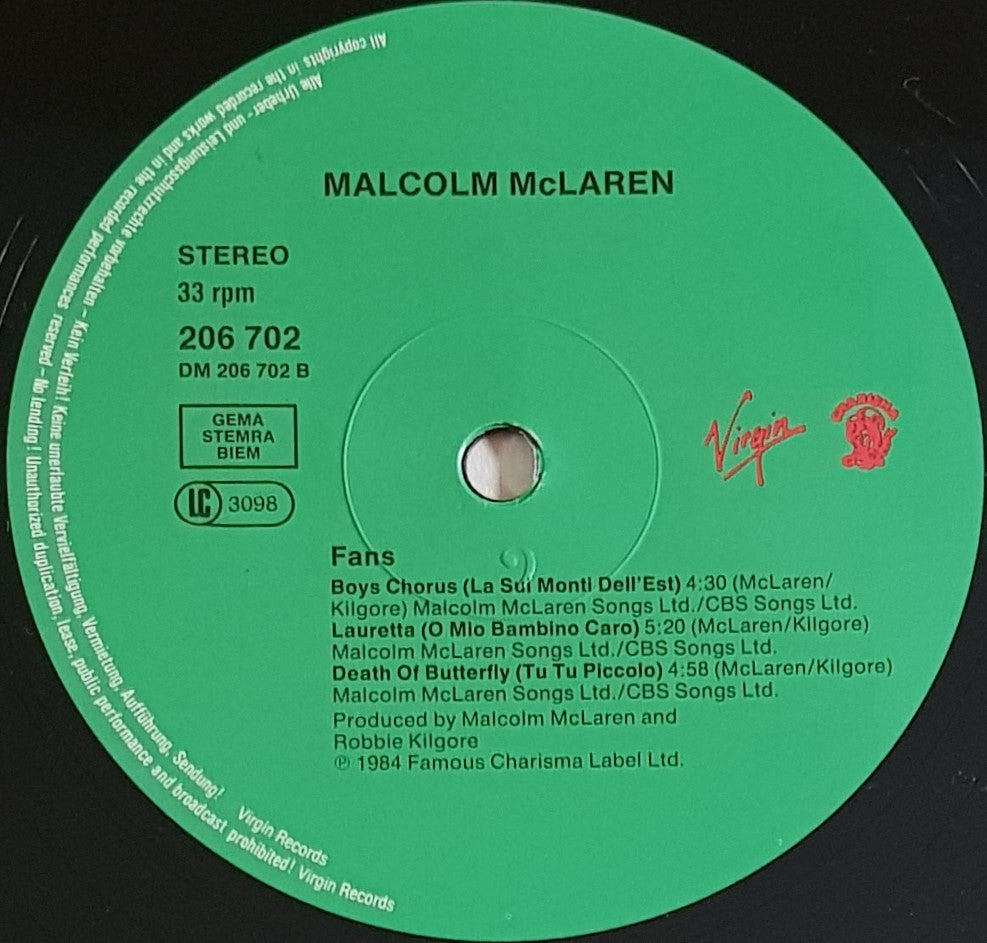 MALCOLM McLAREN
STEREO
33 rpm
206 702
DM 206 702 B
GEMA
STEMRA
BIEM
LC 3098
Virgin
CHARISMA
Fans
Boys Chorus (La Sui Monti Dell'Est) 4:30 (McLaren/
Kilgore) Malcolm McLaren Songs Ltd./CBS Songs Ltd.
Lauretta (O Mio Bambino Caro) 5:20 (McLaren/Kilgore)
Malcolm McLaren Songs Ltd./CBS Songs Ltd.
Death Of Butterfly (Tu Tu Piccolo) 4:58 (McLaren/Kilgore)
Malcolm McLaren Songs Ltd./CBS Songs Ltd.
Produced by Malcolm McLaren and
Robbie Kilgore
℗ 1984 Famous Charisma Label Ltd.
Alle Urheber- und Leistungsschutzrechte vorbehalten – Kein Verleih! Keine unerlaubte Vervielfältigung, Vermietung, Aufführung, Sendung! Virgin Records
All copyrights in the recorded works and in the recorded performances reserved – No lending! Unauthorized duplication, lease, public performance and broadcast prohibited! Virgin Records